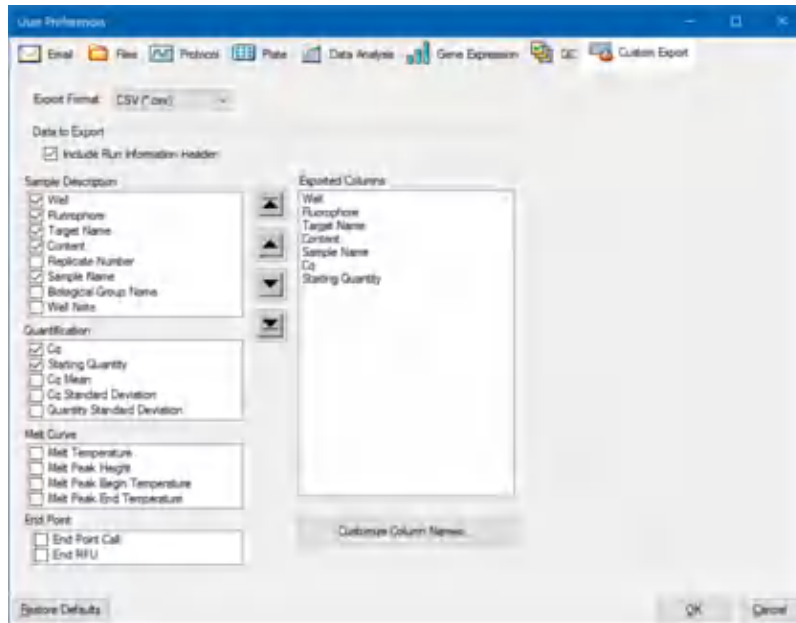 User Preferences
Email Files Protocol Plate Data Analysis Gene Expression QC Custom Export
Export Format: CSV (*.csv)
Data to Export
Include Run Information Header
Sample Description
Well
Fluorophore
Target Name
Content
Replicate Number
Sample Name
Biological Group Name
Well Note
Quantification
Cq
Starting Quantity
Cq Mean
Cq Standard Deviation
Quantity Standard Deviation
Melt Curve
Melt Temperature
Melt Peak Height
Melt Peak Begin Temperature
Melt Peak End Temperature
End Point
End Point Call
End RFU
Exported Columns
Well
Fluorophore
Target Name
Content
Sample Name
Cq
Starting Quantity
Customize Column Names...
Restore Defaults
OK
Cancel